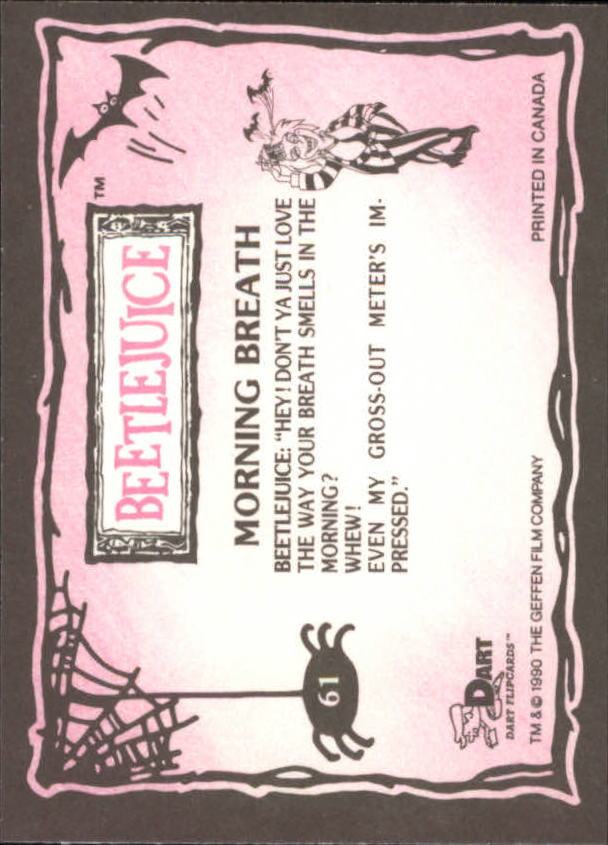 BEETLEJUICE ™
MORNING BREATH
BEETLEJUICE: "HEY! DON'T YA JUST LOVE
THE WAY YOUR BREATH SMELLS IN THE
MORNING?
WHEW!
EVEN MY GROSS-OUT METER'S IM-
PRESSED."
61
DART
DART FLIPCARDS™
TM & © 1990 THE GEFFEN FILM COMPANY
PRINTED IN CANADA